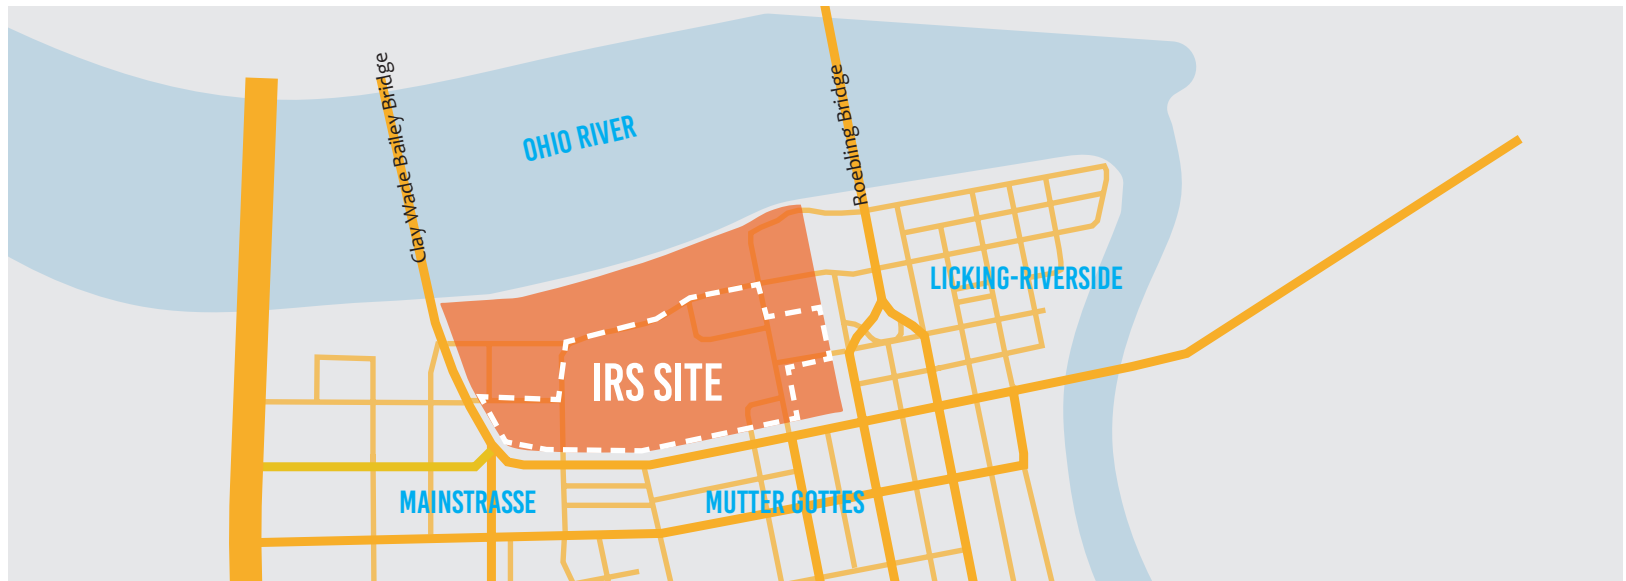 Clay Wade Bailey Bridge
Roebling Bridge
OHIO RIVER
LICKING-RIVERSIDE
IRS SITE
MAINSTRASSE
MUTTER GOTTES